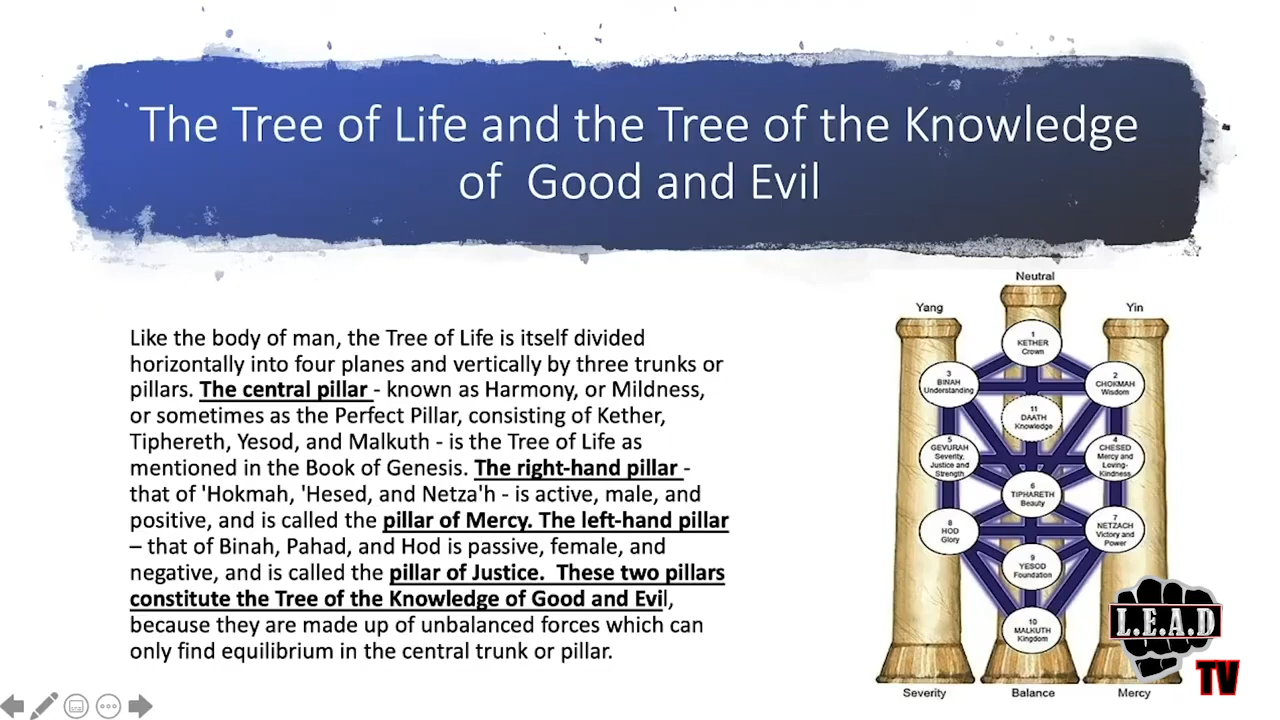 The Tree of Life and the Tree of the Knowledge
of Good and Evil
Like the body of man, the Tree of Life is itself divided
horizontally into four planes and vertically by three trunks or
pillars. The central pillar - known as Harmony, or Mildness,
or sometimes as the Perfect Pillar, consisting of Kether,
Tiphereth, Yesod, and Malkuth - is the Tree of Life as
mentioned in the Book of Genesis. The right-hand pillar -
that of 'Hokmah, 'Hesed, and Netza'h - is active, male, and
positive, and is called the pillar of Mercy. The left-hand pillar
– that of Binah, Pahad, and Hod is passive, female, and
negative, and is called the pillar of Justice. These two pillars
constitute the Tree of the Knowledge of Good and Evil,
because they are made up of unbalanced forces which can
only find equilibrium in the central trunk or pillar.
Neutral
Yang
Yin
1
KETHER
Crown
3
BINAH
Understanding
2
CHOKMAH
Wisdom
11
DAATH
Knowledge
5
GEVURAH
Severity,
Justice and
Strength
4
CHESED
Mercy and
Loving-
Kindness
6
TIPHARETH
Beauty
8
HOD
Glory
7
NETZACH
Victory and
Power
9
YESOD
Foundation
10
MALKUTH
Kingdom
Severity
Balance
Mercy
L.E.A.D
TV